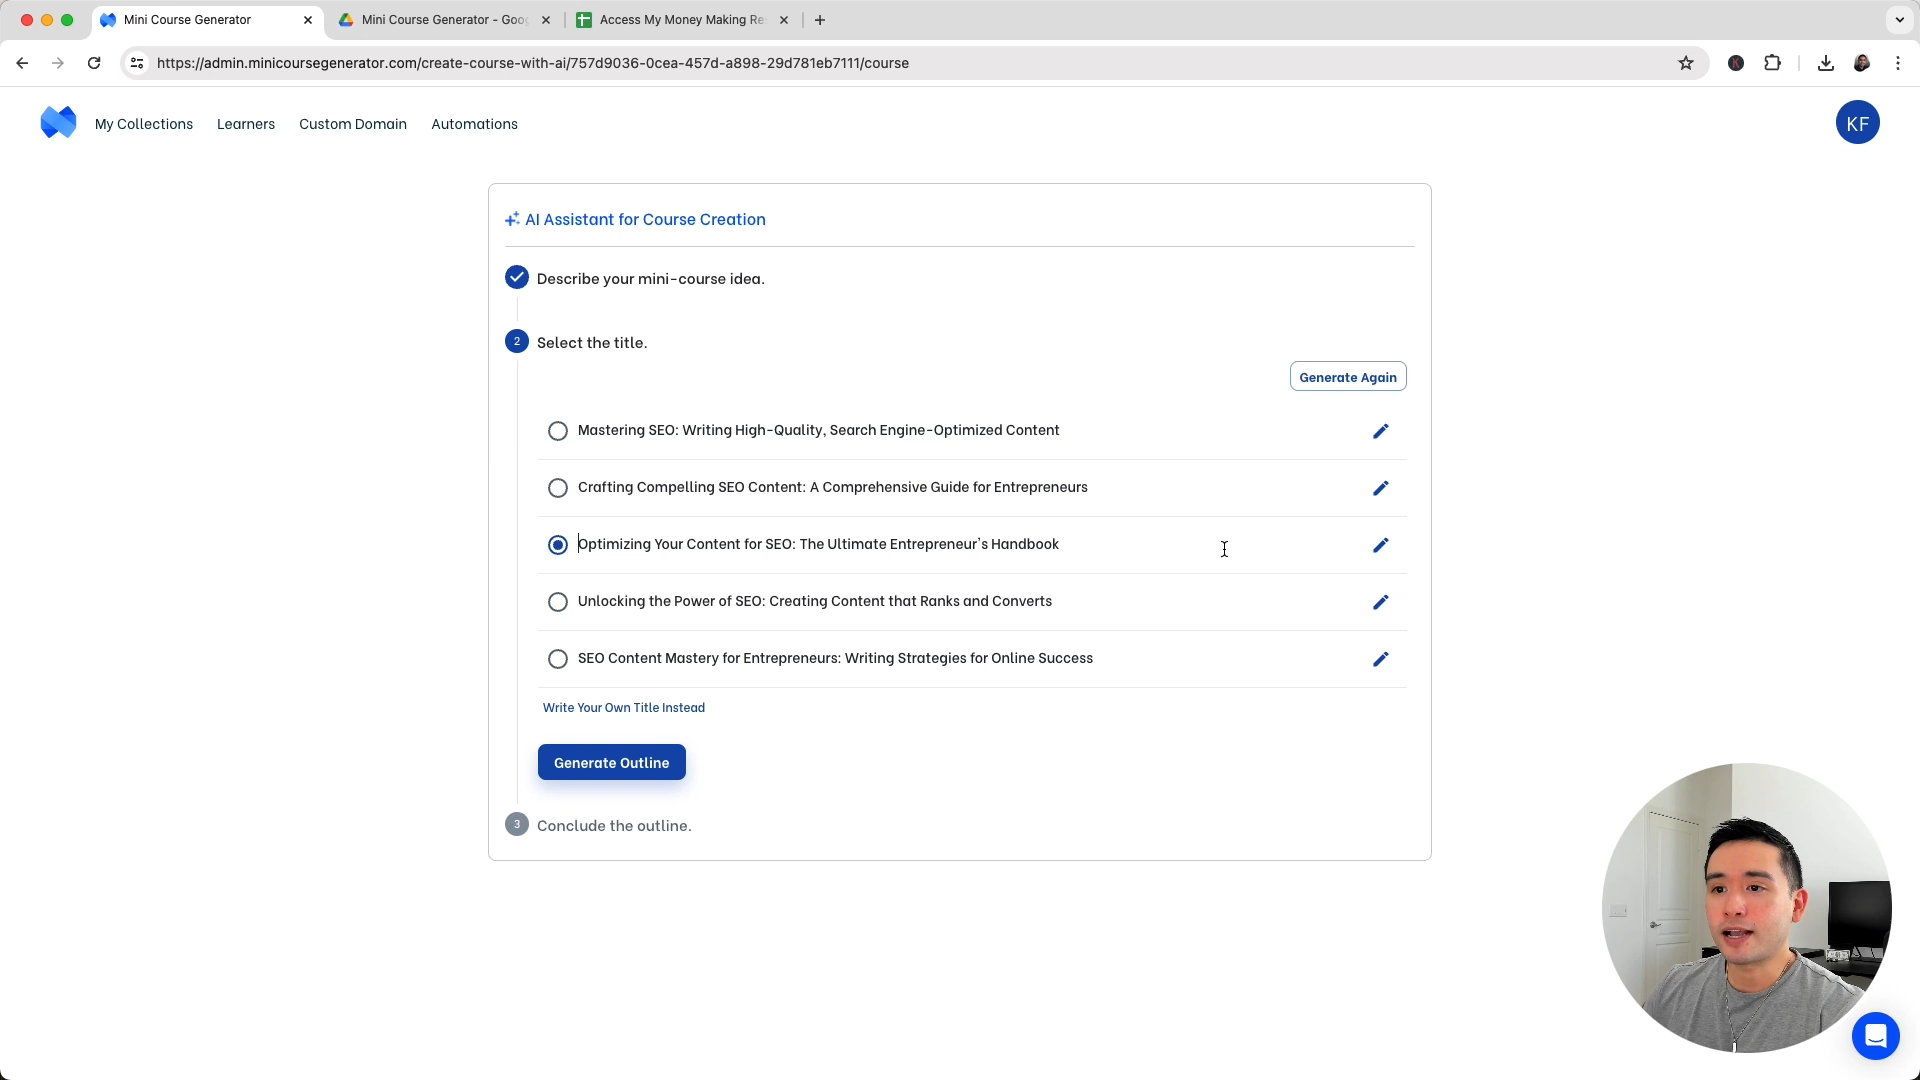 Mini Course Generator
Mini Course Generator - Goo
Access My Money Making Re
https://admin.minicoursegenerator.com/create-course-with-ai/757d9036-0cea-457d-a898-29d781eb7111/course
My Collections
Learners
Custom Domain
Automations
KF
AI Assistant for Course Creation
Describe your mini-course idea.
2
Select the title.
Generate Again
Mastering SEO: Writing High-Quality, Search Engine-Optimized Content
Crafting Compelling SEO Content: A Comprehensive Guide for Entrepreneurs
Optimizing Your Content for SEO: The Ultimate Entrepreneur's Handbook
Unlocking the Power of SEO: Creating Content that Ranks and Converts
SEO Content Mastery for Entrepreneurs: Writing Strategies for Online Success
Write Your Own Title Instead
Generate Outline
3
Conclude the outline.